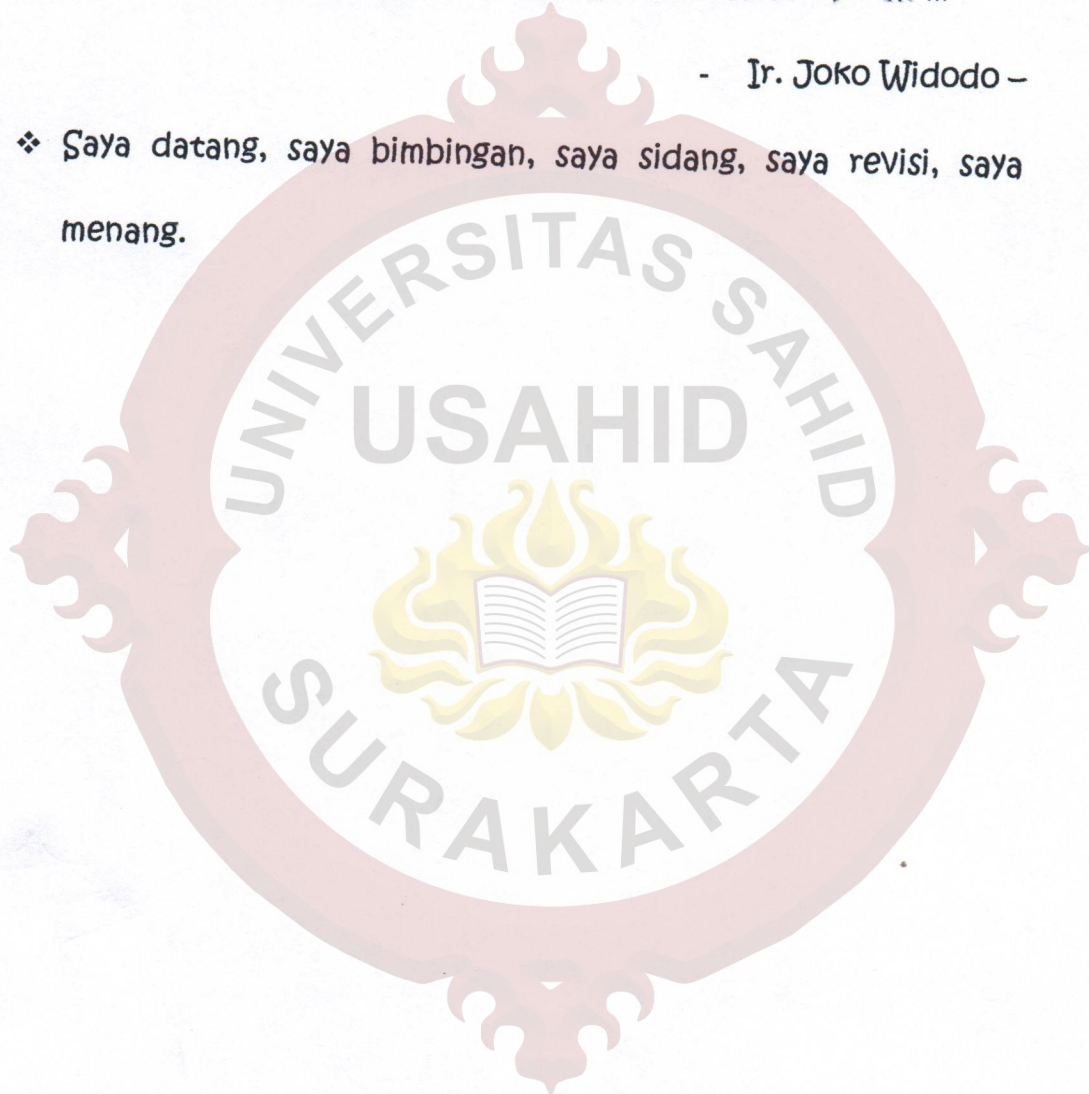 - Ir. Joko Widodo –
❖ Saya datang, saya bimbingan, saya sidang, saya revisi, saya
menang.
UNIVERSITAS SAHID
USAHID
SURAKARTA